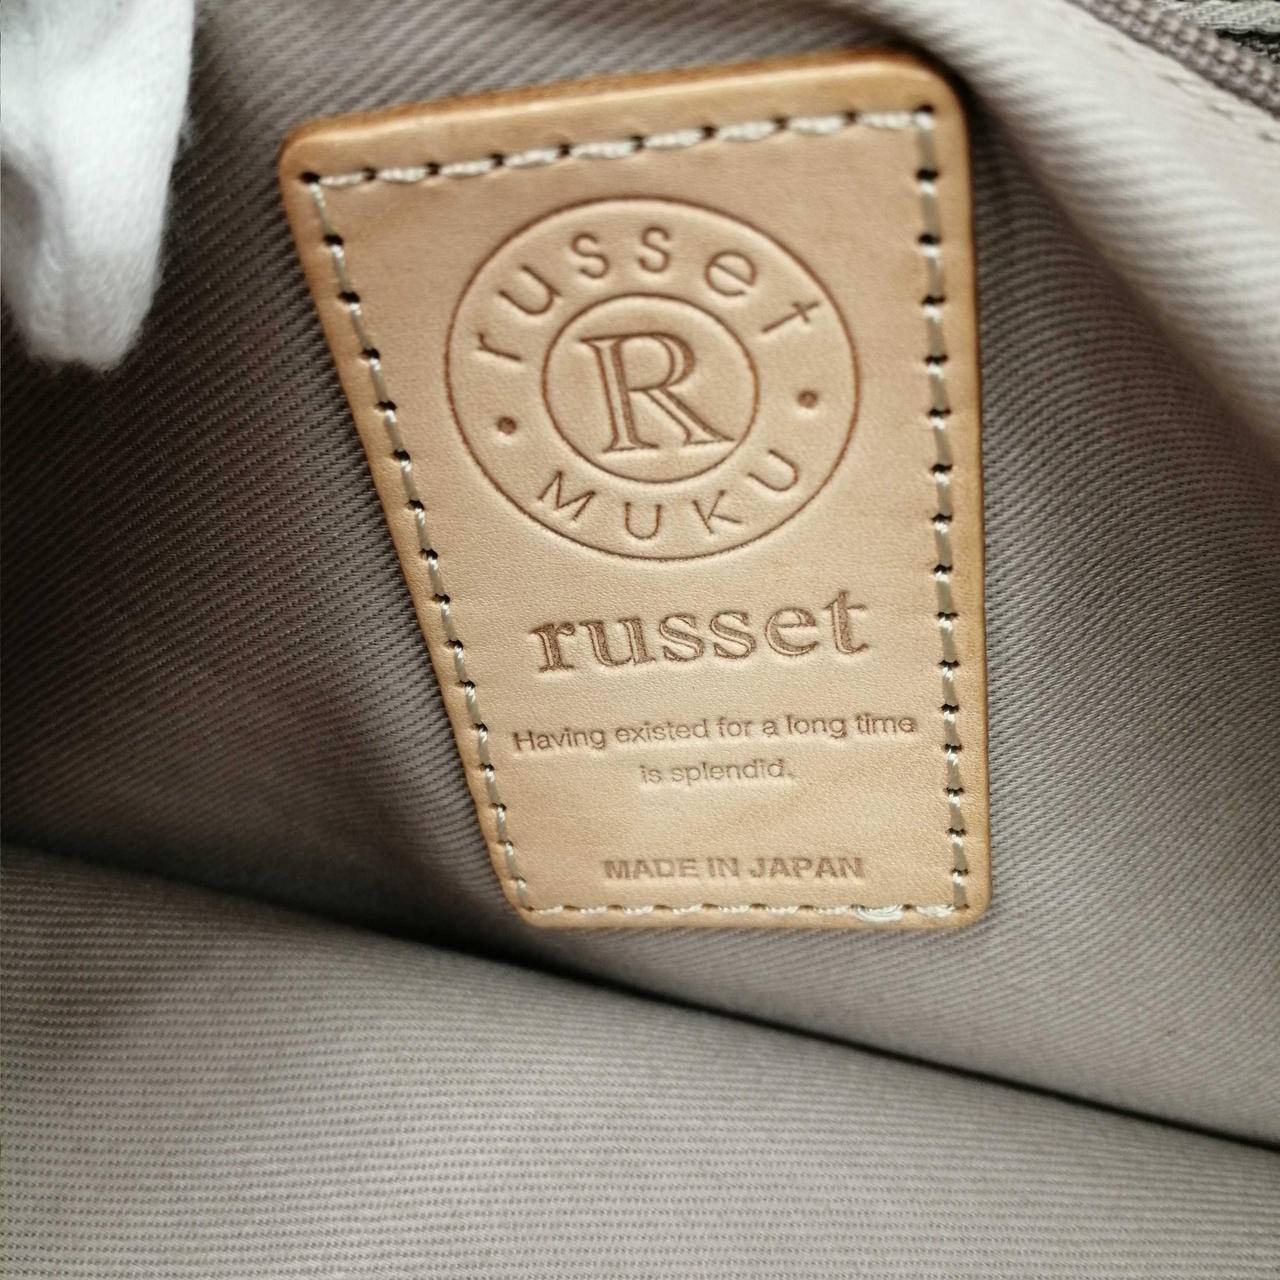 russet
R
• MUKU •
russet
Having existed for a long time
is splendid.
MADE IN JAPAN